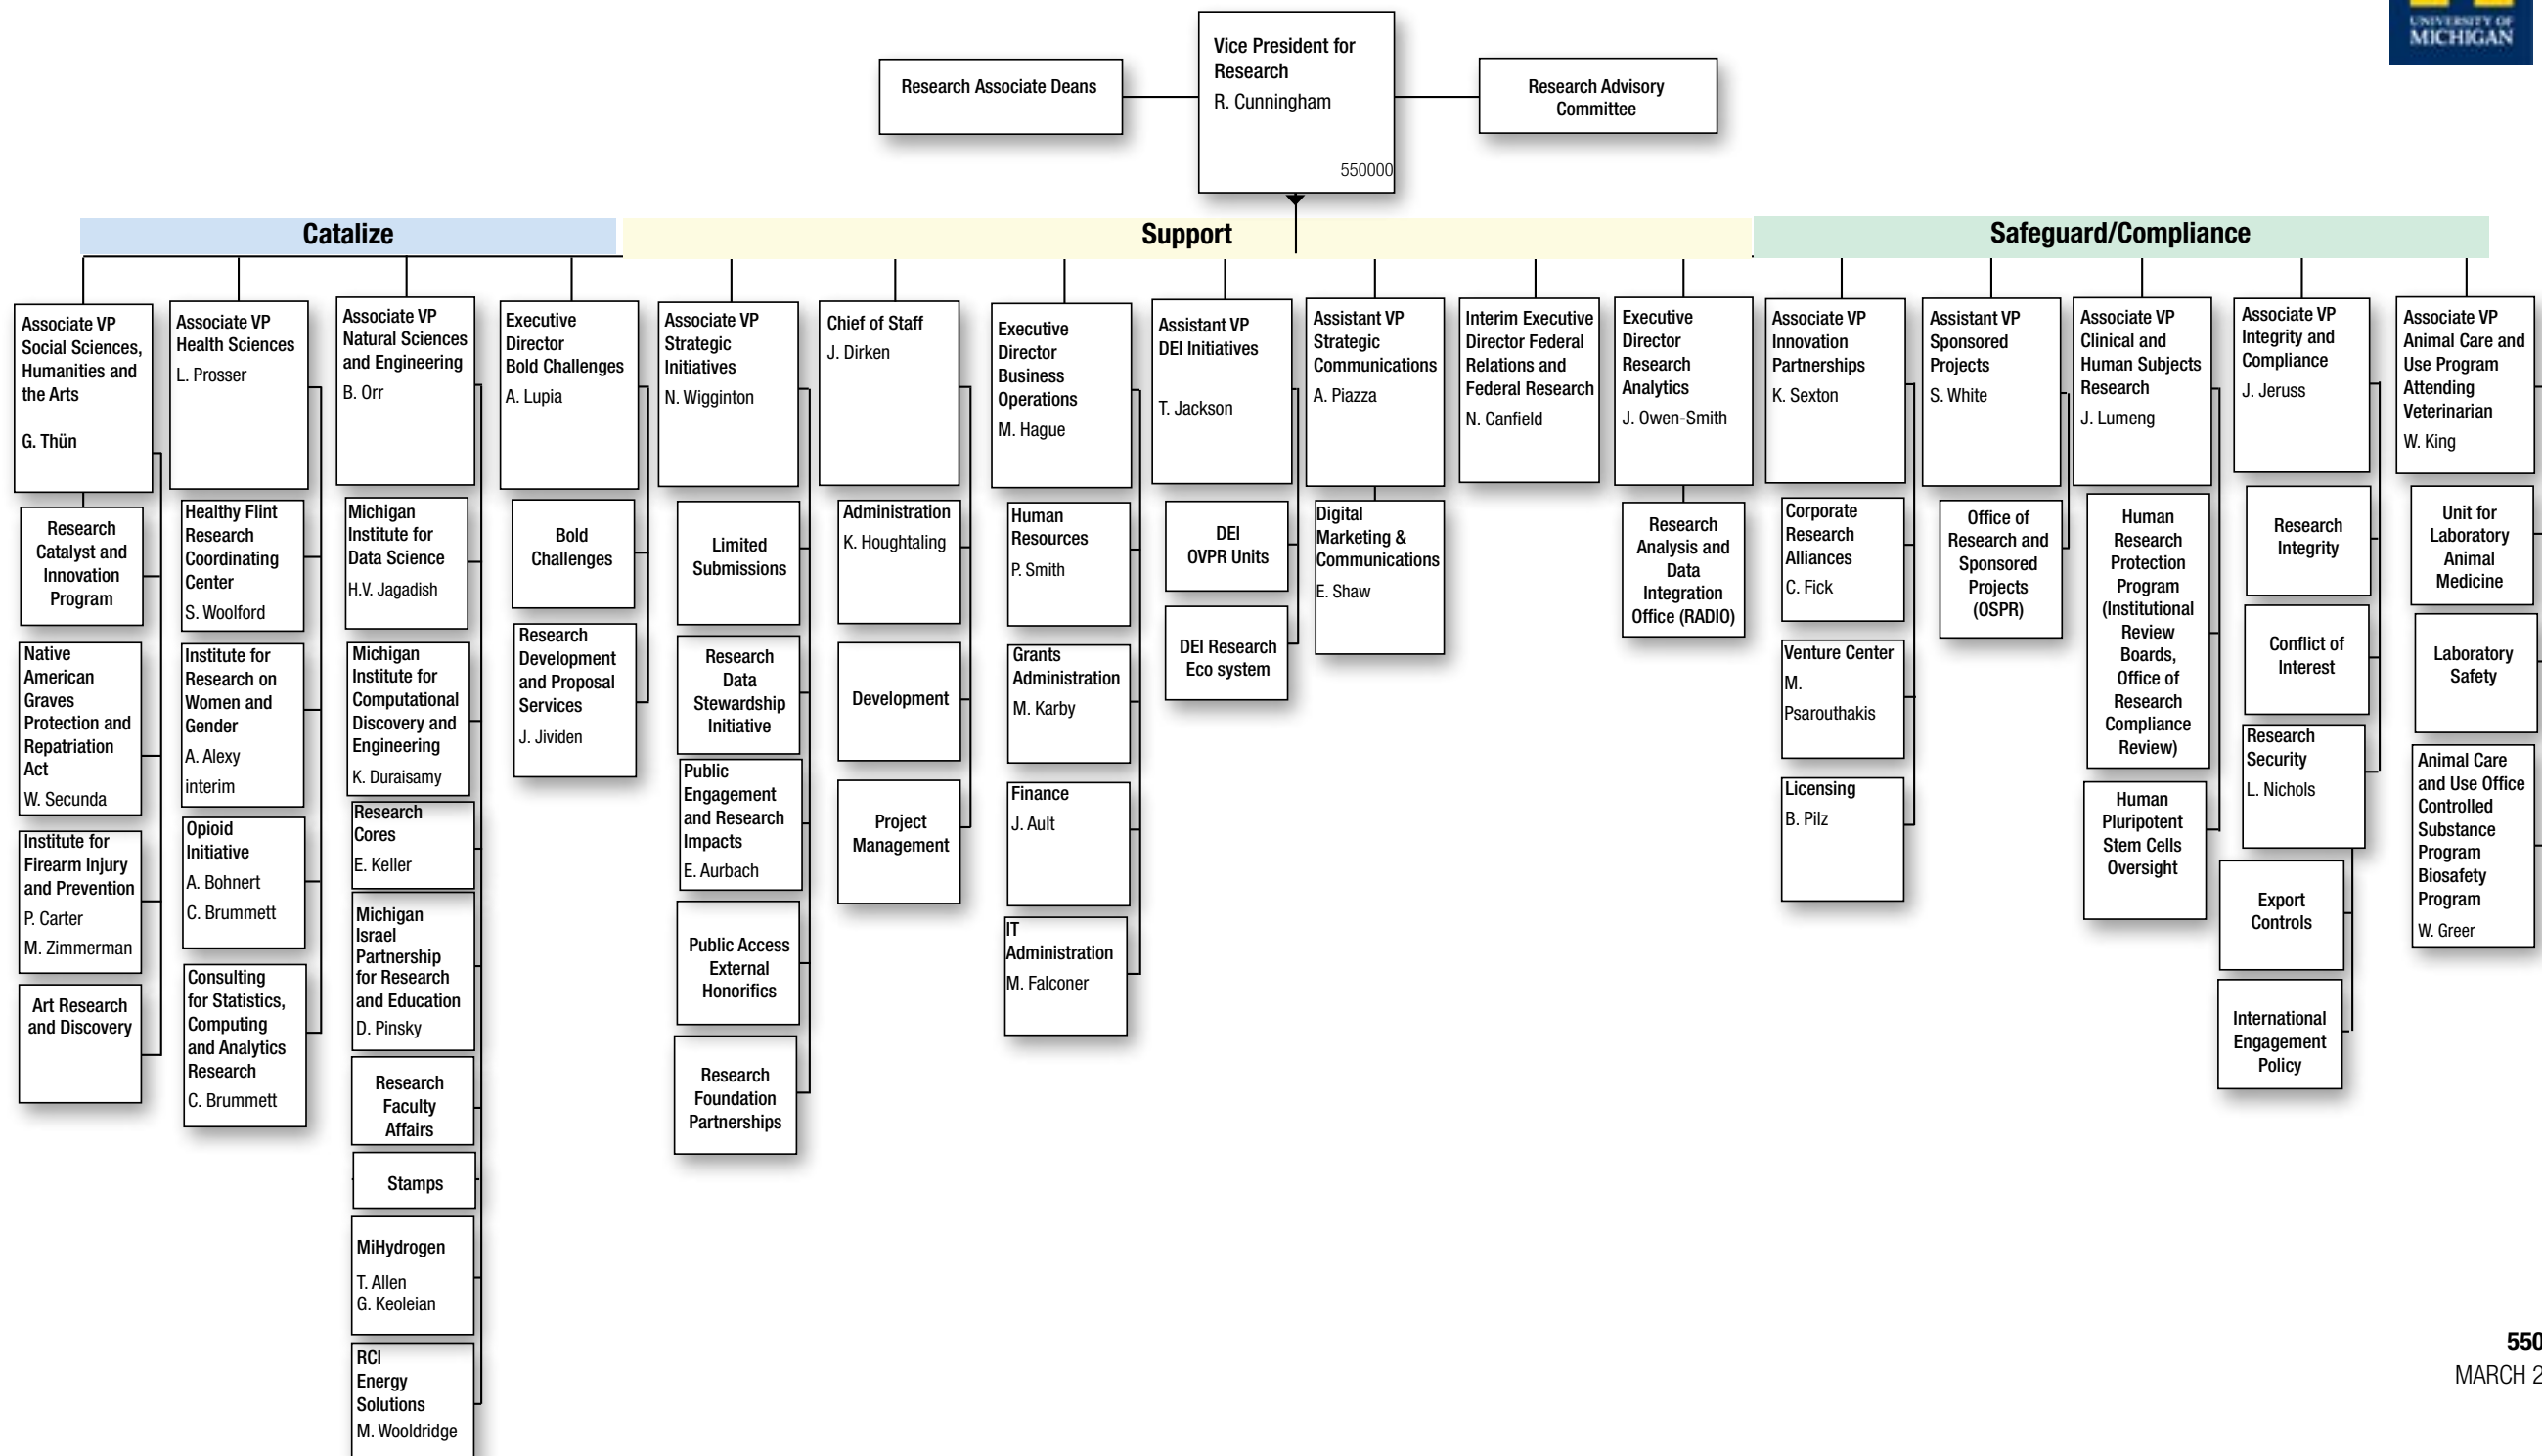 UNIVERSITY OF
MICHIGAN
Vice President for
Research
R. Cunningham
550000
Research Associate Deans
Research Advisory
Committee
Catalize
Support
Safeguard/Compliance
Associate VP
Social Sciences,
Humanities and
the Arts
G. Thün
Research
Catalyst and
Innovation
Program
Native
American
Graves
Protection and
Repatriation
Act
W. Secunda
Institute for
Firearm Injury
and Prevention
P. Carter
M. Zimmerman
Art Research
and Discovery
Associate VP
Health Sciences
L. Prosser
Healthy Flint
Research
Coordinating
Center
S. Woolford
Institute for
Research on
Women and
Gender
A. Alexy
interim
Opioid
Initiative
A. Bohnert
C. Brummett
Consulting
for Statistics,
Computing
and Analytics
Research
C. Brummett
Associate VP
Natural Sciences
and Engineering
B. Orr
Michigan
Institute for
Data Science
H.V. Jagadish
Michigan
Institute for
Computational
Discovery and
Engineering
K. Duraisamy
Research
Cores
E. Keller
Michigan
Israel
Partnership
for Research
and Education
D. Pinsky
Research
Faculty
Affairs
Stamps
MiHydrogen
T. Allen
G. Keoleian
RCI
Energy
Solutions
M. Wooldridge
Executive
Director
Bold Challenges
A. Lupia
Bold
Challenges
Research
Development
and Proposal
Services
J. Jividen
Associate VP
Strategic
Initiatives
N. Wigginton
Limited
Submissions
Research
Data
Stewardship
Initiative
Public
Engagement
and Research
Impacts
E. Aurbach
Public Access
External
Honorifics
Research
Foundation
Partnerships
Chief of Staff
J. Dirken
Administration
K. Houghtaling
Development
Project
Management
Executive
Director
Business
Operations
M. Hague
Human
Resources
P. Smith
Grants
Administration
M. Karby
Finance
J. Ault
IT
Administration
M. Falconer
Assistant VP
DEI Initiatives
T. Jackson
DEI
OVPR Units
DEI Research
Eco system
Assistant VP
Strategic
Communications
A. Piazza
Digital
Marketing &
Communications
E. Shaw
Interim Executive
Director Federal
Relations and
Federal Research
N. Canfield
Executive
Director
Research
Analytics
J. Owen-Smith
Research
Analysis and
Data
Integration
Office (RADIO)
Associate VP
Innovation
Partnerships
K. Sexton
Corporate
Research
Alliances
C. Fick
Venture Center
M.
Psarouthakis
Licensing
B. Pilz
Assistant VP
Sponsored
Projects
S. White
Office of
Research and
Sponsored
Projects
(OSPR)
Associate VP
Clinical and
Human Subjects
Research
J. Lumeng
Human
Research
Protection
Program
(Institutional
Review
Boards,
Office of
Research
Compliance
Review)
Human
Pluripotent
Stem Cells
Oversight
Associate VP
Integrity and
Compliance
J. Jeruss
Research
Integrity
Conflict of
Interest
Research
Security
L. Nichols
Export
Controls
International
Engagement
Policy
Associate VP
Animal Care and
Use Program
Attending
Veterinarian
W. King
Unit for
Laboratory
Animal
Medicine
Laboratory
Safety
Animal Care
and Use Office
Controlled
Substance
Program
Biosafety
Program
W. Greer
550
MARCH 2